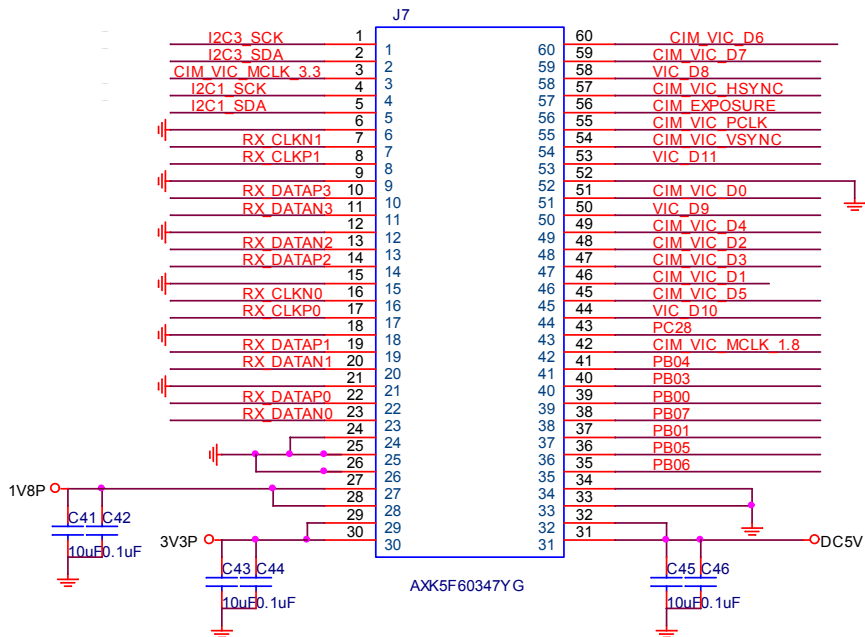 J7
I2C3_SCK 1 1 60 60 CIM_VIC_D6
I2C3_SDA 2 2 59 59 CIM_VIC_D7
CIM_VIC_MCLK_3.3 3 3 58 58 VIC_D8
I2C1_SCK 4 4 57 57 CIM_VIC_HSYNC
I2C1_SDA 5 5 56 56 CIM_EXPOSURE
6 6 55 55 CIM_VIC_PCLK
RX_CLKN1 7 7 54 54 CIM_VIC_VSYNC
RX_CLKP1 8 8 53 53 VIC_D11
9 9 52 52
RX_DATAP3 10 10 51 51 CIM_VIC_D0
RX_DATAN3 11 11 50 50 VIC_D9
12 12 49 49 CIM_VIC_D4
RX_DATAN2 13 13 48 48 CIM_VIC_D2
RX_DATAP2 14 14 47 47 CIM_VIC_D3
15 15 46 46 CIM_VIC_D1
RX_CLKN0 16 16 45 45 CIM_VIC_D5
RX_CLKP0 17 17 44 44 VIC_D10
18 18 43 43 PC28
RX_DATAP1 19 19 42 42 CIM_VIC_MCLK_1.8
RX_DATAN1 20 20 41 41 PB04
21 21 40 40 PB03
RX_DATAP0 22 22 39 39 PB00
RX_DATAN0 23 23 38 38 PB07
24 24 37 37 PB01
25 25 36 36 PB05
26 26 35 35 PB06
1V8P 27 27 34 34
28 28 33 33
29 29 32 32
3V3P 30 30 31 31 DC5V
C41 C42
10uF 0.1uF
C43 C44
10uF 0.1uF
C45 C46
10uF 0.1uF
AXK5F60347YG